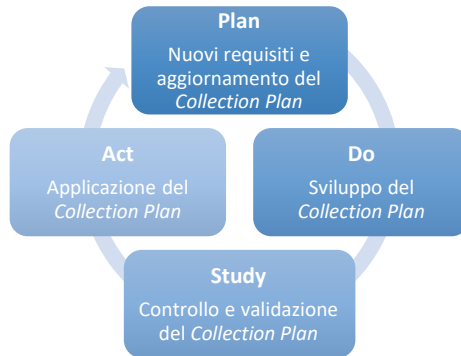 Plan
Nuovi requisiti e
aggiornamento del
Collection Plan
Act
Applicazione del
Collection Plan
Do
Sviluppo del
Collection Plan
Study
Controllo e validazione
del Collection Plan